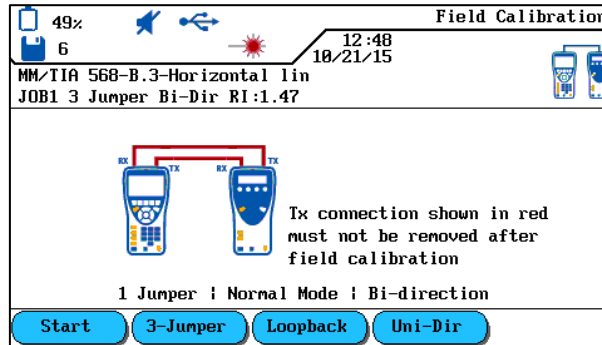 49%
Field Calibration
6
12:48
10/21/15
MM/TIA 568-B.3-Horizontal lin
JOB1 3 Jumper Bi-Dir RI:1.47
RX TX RX TX
Tx connection shown in red
must not be removed after
field calibration
1 Jumper ¦ Normal Mode ¦ Bi-direction
Start 3-Jumper Loopback Uni-Dir